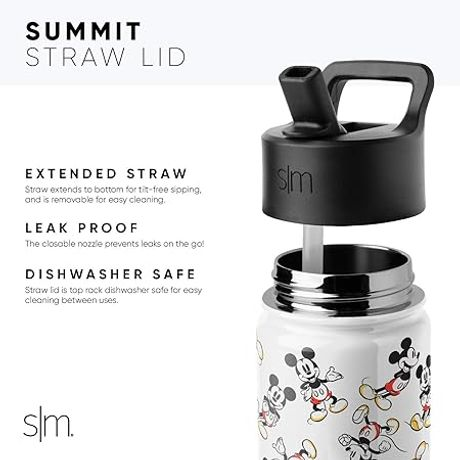 SUMMIT
STRAW LID
EXTENDED STRAW
Straw extends to bottom for tilt-free sipping,
and is removable for easy cleaning.
LEAK PROOF
The closable nozzle prevents leaks on the go!
DISHWASHER SAFE
Straw lid is top rack dishwasher safe for easy
cleaning between uses.
s|m
s|m.